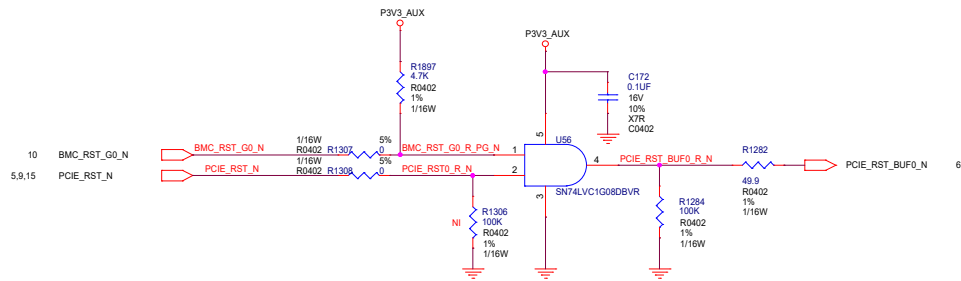 P3V3_AUX
P3V3_AUX
R1897
4.7K
R0402
1%
1/16W
C172
0.1UF
16V
10%
X7R
C0402
10 BMC_RST_G0_N
BMC_RST_G0_N
1/16W 5%
R0402 R1307 0
BMC_RST_G0_R_PG_N
1
5
U56
4
PCIE_RST_BUF0_R_N
R1282
PCIE_RST_BUF0_N 6
5,9,15 PCIE_RST_N
PCIE_RST_N
1/16W 5%
R0402 R1308 0
PCIE_RST0_R_N
2
3
SN74LVC1G08DBVR
49.9
R0402
1%
1/16W
NI
R1306
100K
R0402
1%
1/16W
R1284
100K
R0402
1%
1/16W